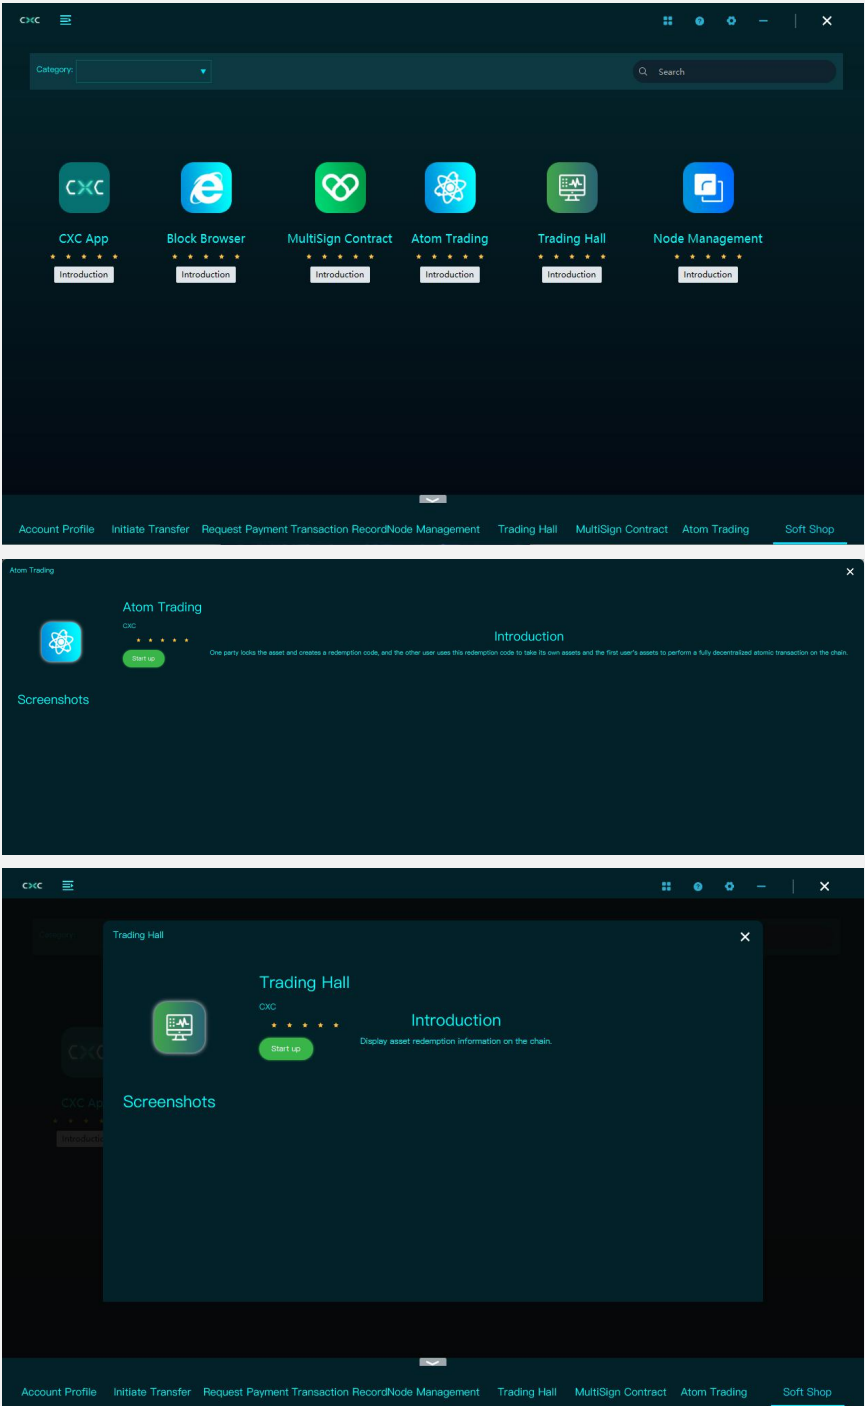 CXC
Category:
Search
CXC
CXC App
Block Browser
MultiSign Contract
Atom Trading
Trading Hall
Node Management
Introduction
Introduction
Introduction
Introduction
Introduction
Introduction
Account Profile
Initiate Transfer
Request Payment
Transaction Record
Node Management
Trading Hall
MultiSign Contract
Atom Trading
Soft Shop
Atom Trading
Atom Trading
CXC
Start up
Introduction
One party locks the asset and creates a redemption code, and the other user uses this redemption code to take its own assets and the first user's assets to perform a fully decentralized atomic transaction on the chain.
Screenshots
CXC
Trading Hall
Trading Hall
CXC
Start up
Introduction
Display asset redemption information on the chain.
Screenshots
Account Profile
Initiate Transfer
Request Payment
Transaction Record
Node Management
Trading Hall
MultiSign Contract
Atom Trading
Soft Shop